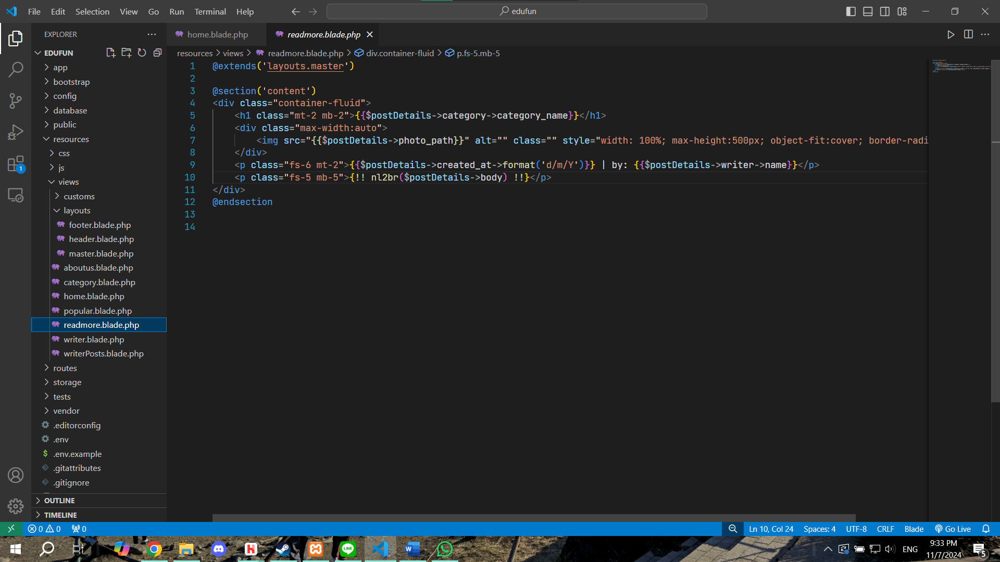 File Edit Selection View Go Run Terminal Help
edufun
EXPLORER
home.blade.php
readmore.blade.php
EDUFUN
resources > views > readmore.blade.php > div.container-fluid > p.fs-5.mb-5
app
bootstrap
config
database
public
resources
css
js
views
customs
layouts
footer.blade.php
header.blade.php
master.blade.php
aboutus.blade.php
category.blade.php
home.blade.php
popular.blade.php
readmore.blade.php
writer.blade.php
writerPosts.blade.php
routes
storage
tests
vendor
.editorconfig
.env
$ .env.example
.gitattributes
.gitignore
OUTLINE
TIMELINE
1
1 @extends('layouts.master')
2
3 @section('content')
4 <div class="container-fluid">
5 <h1 class="mt-2 mb-2">{{$postDetails->category->category_name}}</h1>
6 <div class="max-width:auto">
7 <img src="{{$postDetails->photo_path}}" alt="" class="" style="width: 100%; max-height:500px; object-fit:cover; border-radi
8 </div>
9 <p class="fs-6 mt-2">{{$postDetails->created_at->format('d/m/Y')}} | by: {{$postDetails->writer->name}}</p>
10 <p class="fs-5 mb-5">{!! nl2br($postDetails->body) !!}</p>
11 </div>
12 @endsection
13
14
0 0 0
Ln 10, Col 24 Spaces: 4 UTF-8 CRLF Blade Go Live
LINE
ENG
9:33 PM
11/7/2024
5